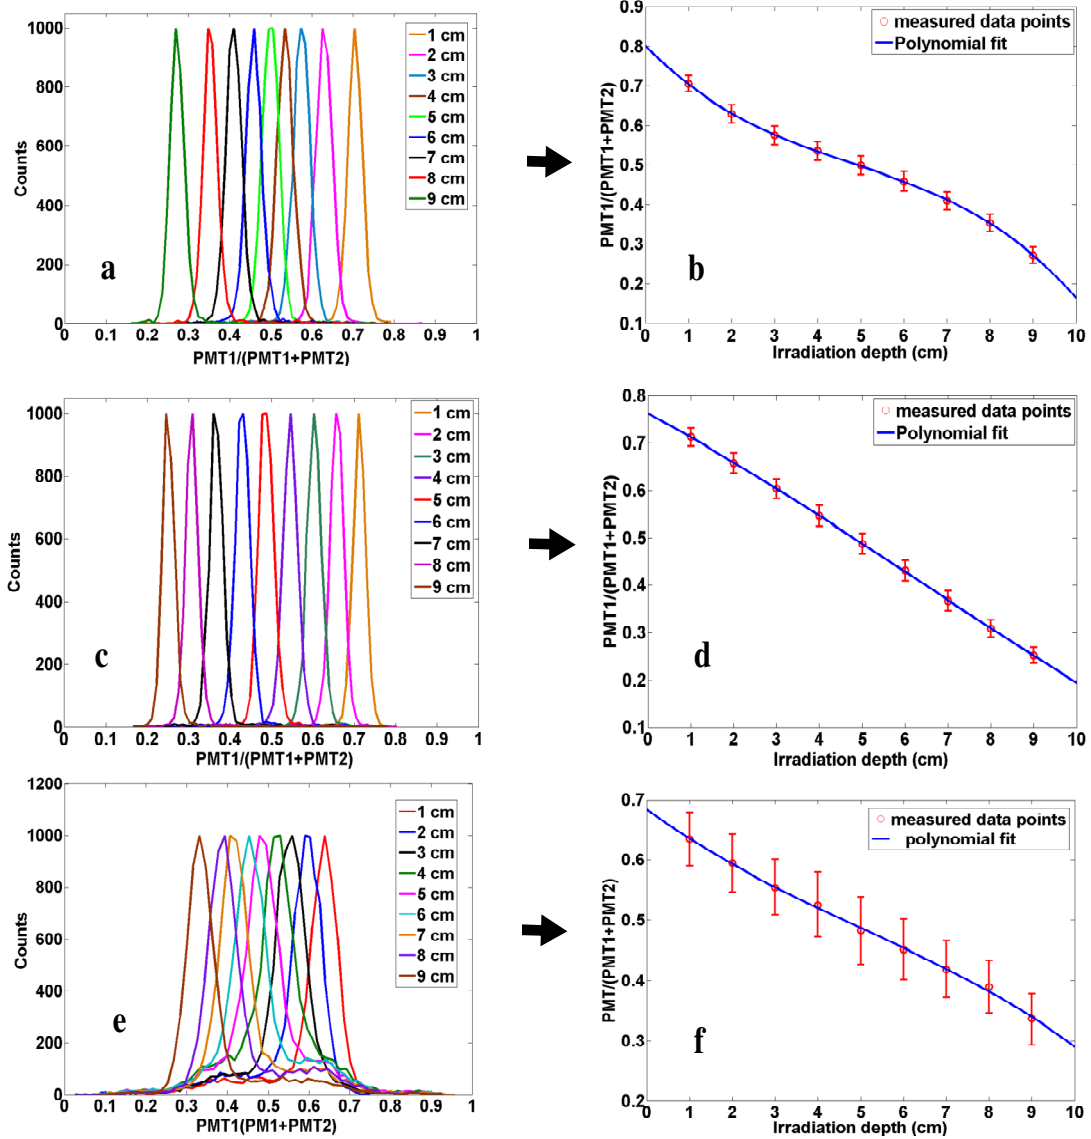 1000
800
600
400
200
0
Counts
0
0.1
0.2
0.3
0.4
0.5
0.6
0.7
0.8
0.9
1
PMT1/(PMT1+PMT2)
1 cm
2 cm
3 cm
4 cm
5 cm
6 cm
7 cm
8 cm
9 cm
a
0.9
0.8
0.7
0.6
0.5
0.4
0.3
0.2
0.1
PMT1/(PMT1+PMT2)
0
1
2
3
4
5
6
7
8
9
10
Irradiation depth (cm)
measured data points
Polynomial fit
b
1000
800
600
400
200
0
Counts
0
0.1
0.2
0.3
0.4
0.5
0.6
0.7
0.8
0.9
1
PMT1/(PMT1+PMT2)
1 cm
2 cm
3 cm
4 cm
5 cm
6 cm
7 cm
8 cm
9 cm
c
0.8
0.7
0.6
0.5
0.4
0.3
0.2
0.1
PMT1/(PMT1+PMT2)
0
1
2
3
4
5
6
7
8
9
10
Irradiation depth (cm)
measured data points
Polynomial fit
d
1200
1000
800
600
400
200
0
Counts
0
0.1
0.2
0.3
0.4
0.5
0.6
0.7
0.8
0.9
1
PMT1(PM1+PMT2)
1 cm
2 cm
3 cm
4 cm
5 cm
6 cm
7 cm
8 cm
9 cm
e
0.7
0.6
0.5
0.4
0.3
0.2
PMT/(PMT1+PMT2)
0
1
2
3
4
5
6
7
8
9
10
Irradiation depth (cm)
measured data points
polynomial fit
f